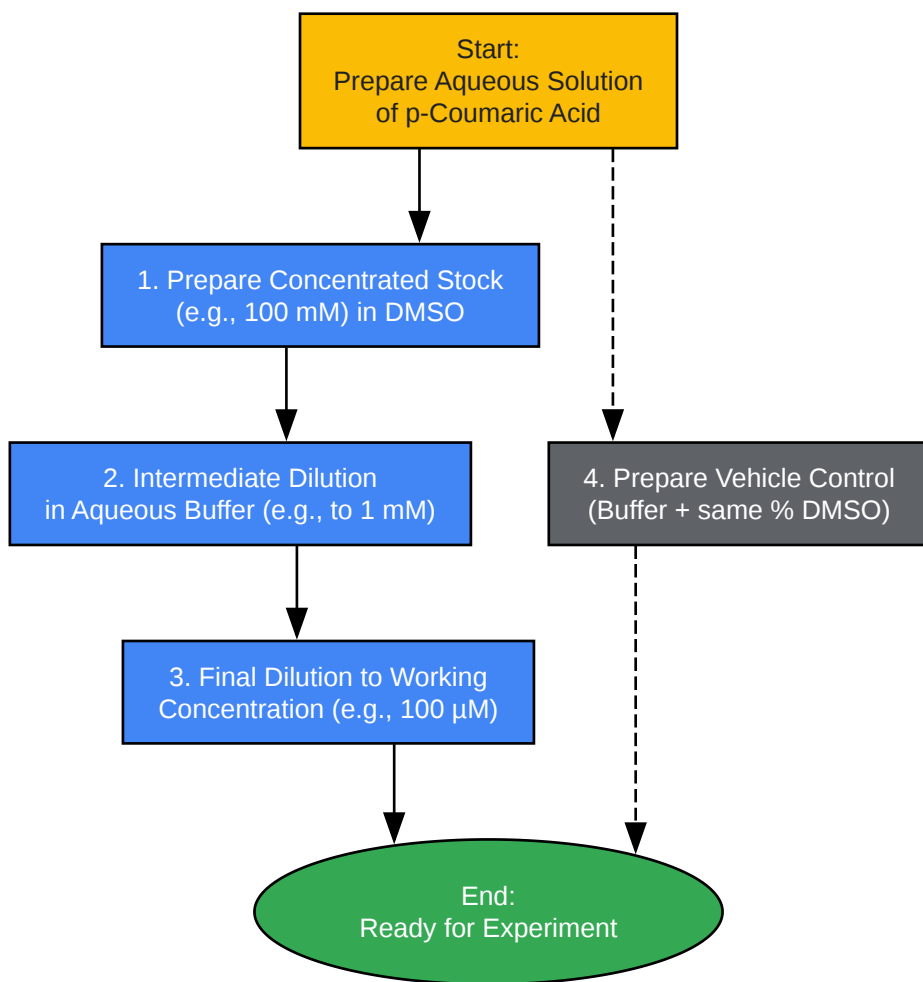 Start:
Prepare Aqueous Solution
of p-Coumaric Acid
1. Prepare Concentrated Stock
(e.g., 100 mM) in DMSO
2. Intermediate Dilution
in Aqueous Buffer (e.g., to 1 mM)
4. Prepare Vehicle Control
(Buffer + same % DMSO)
3. Final Dilution to Working
Concentration (e.g., 100 µM)
End:
Ready for Experiment